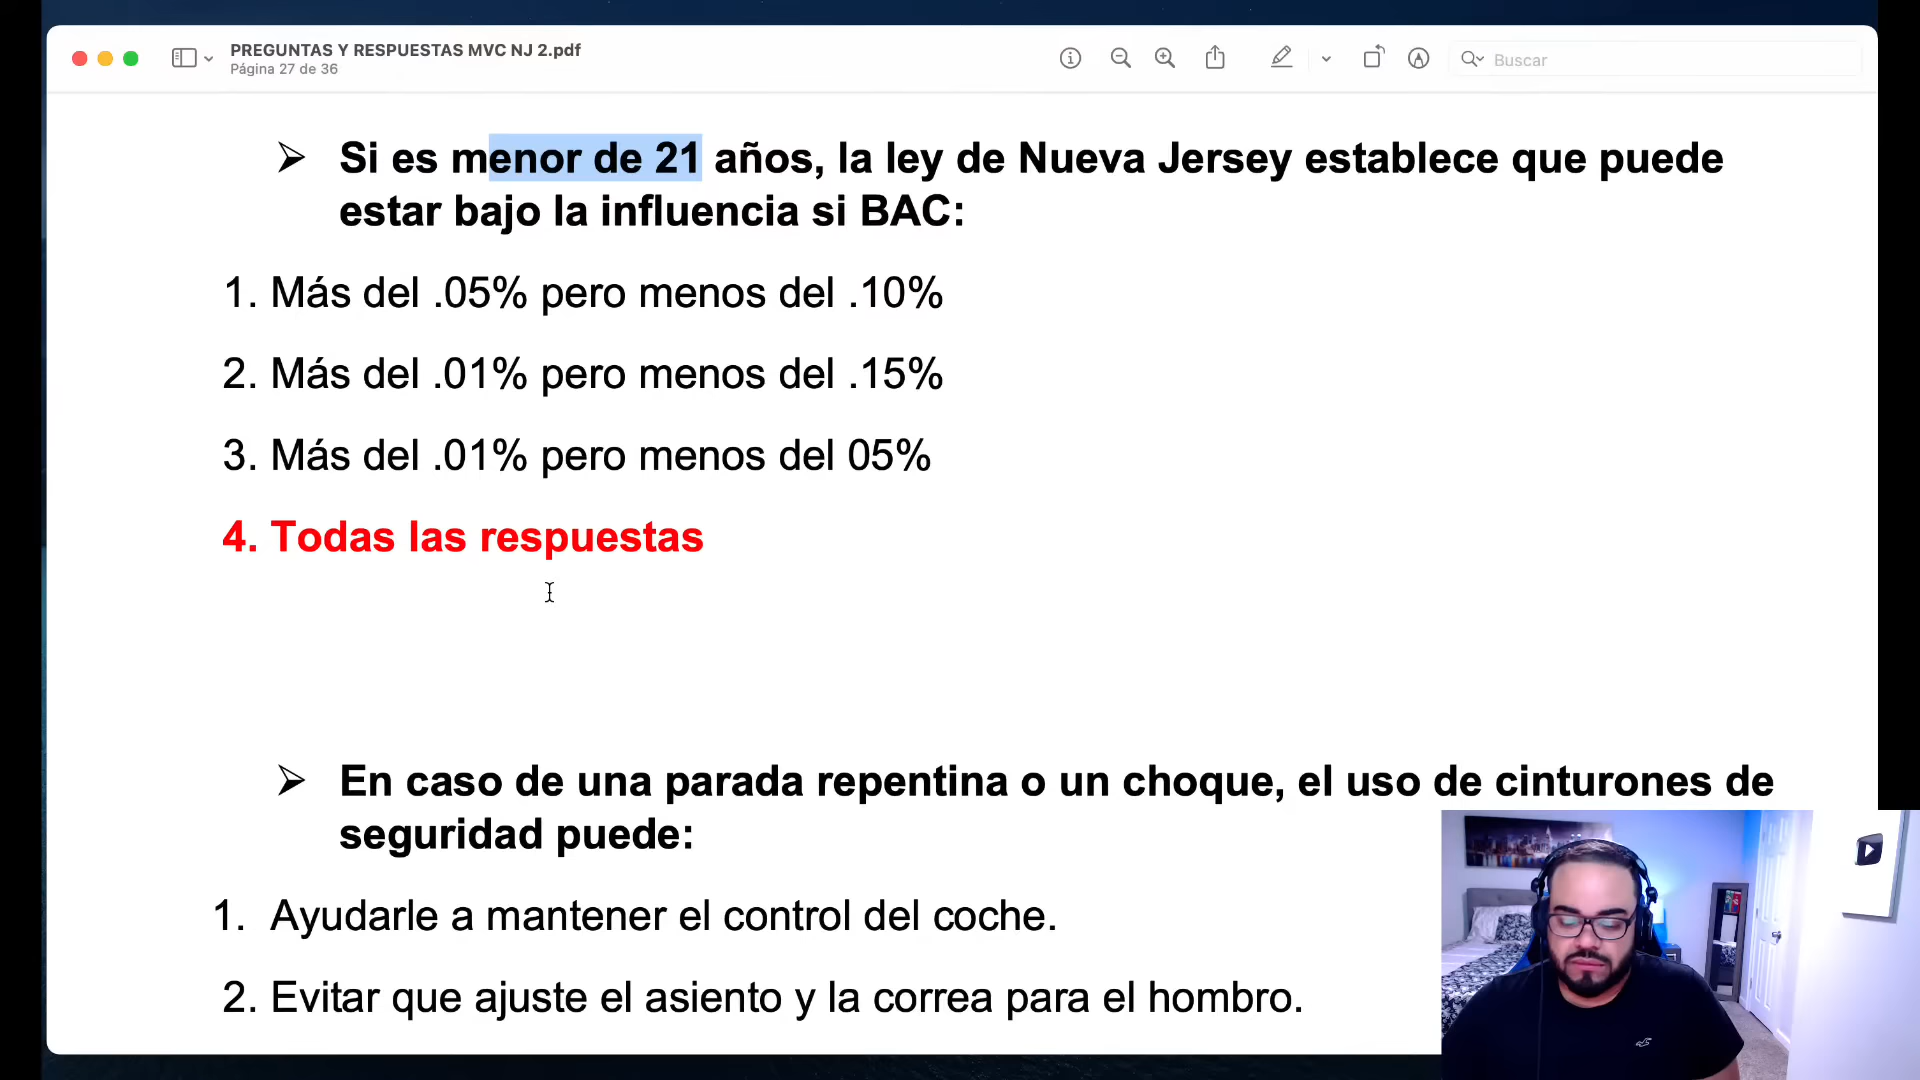 PREGUNTAS Y RESPUESTAS MVC NJ 2.pdf
Página 27 de 36
Buscar
➢ Si es menor de 21 años, la ley de Nueva Jersey establece que puede
estar bajo la influencia si BAC:
1. Más del .05% pero menos del .10%
2. Más del .01% pero menos del .15%
3. Más del .01% pero menos del 05%
4. Todas las respuestas
➢ En caso de una parada repentina o un choque, el uso de cinturones de
seguridad puede:
1. Ayudarle a mantener el control del coche.
2. Evitar que ajuste el asiento y la correa para el hombro.